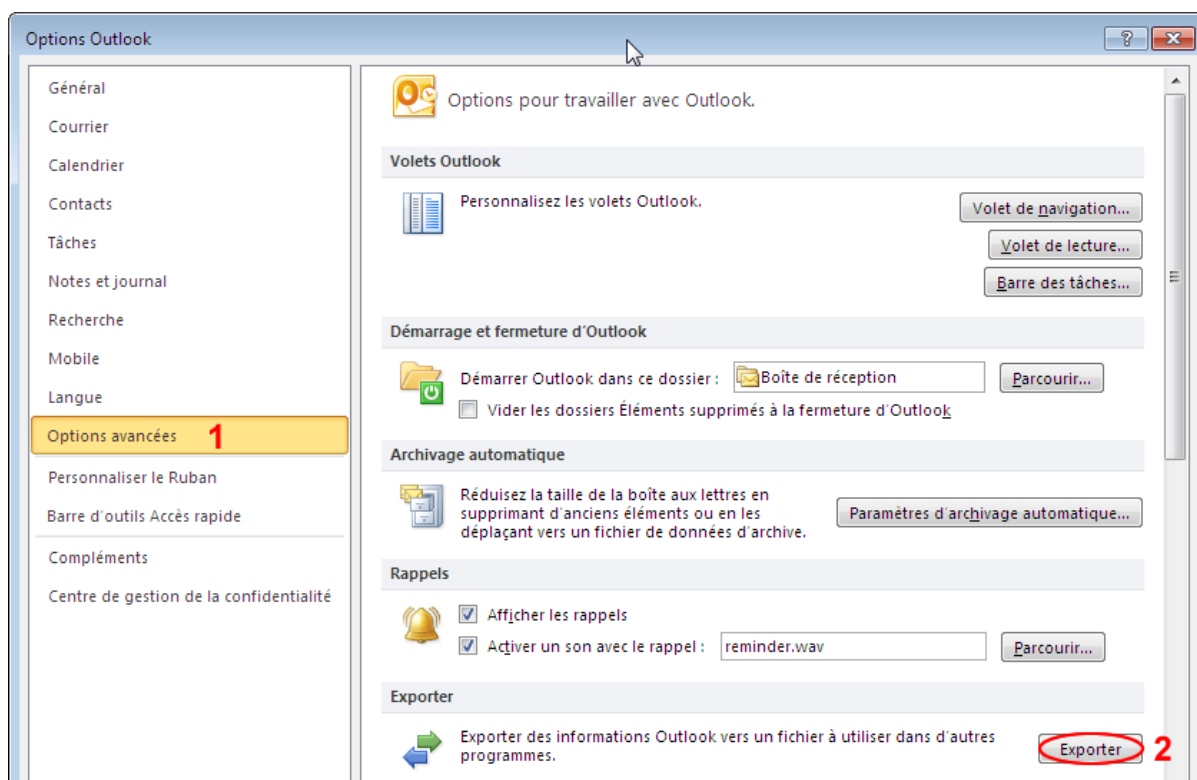 Options Outlook
Général
Courrier
Calendrier
Contacts
Tâches
Notes et journal
Recherche
Mobile
Langue
Options avancées 1
Personnaliser le Ruban
Barre d'outils Accès rapide
Compléments
Centre de gestion de la confidentialité
Options pour travailler avec Outlook.
Volets Outlook
Personnalisez les volets Outlook.
Volet de navigation...
Volet de lecture...
Barre des tâches...
Démarrage et fermeture d'Outlook
Démarrer Outlook dans ce dossier : Boîte de réception Parcourir...
Vider les dossiers Éléments supprimés à la fermeture d'Outlook
Archivage automatique
Réduisez la taille de la boîte aux lettres en
supprimant d'anciens éléments ou en les
déplaçant vers un fichier de données d'archive.
Paramètres d'archivage automatique...
Rappels
Afficher les rappels
Activer un son avec le rappel : reminder.wav Parcourir...
Exporter
Exporter des informations Outlook vers un fichier à utiliser dans d'autres
programmes.
Exporter 2